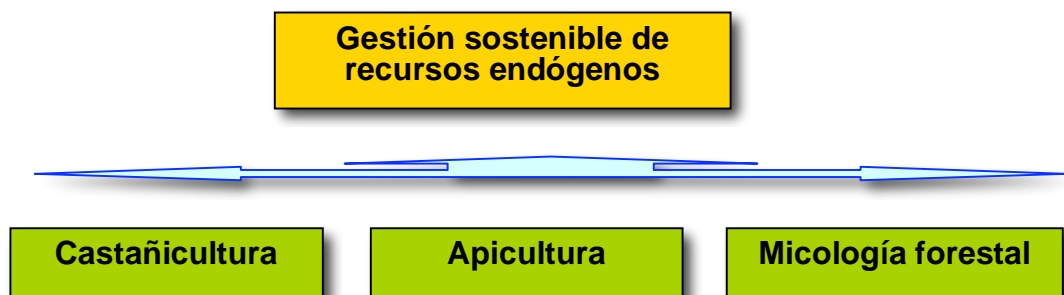 Gestión sostenible de
recursos endógenos
Castañicultura
Apicultura
Micología forestal